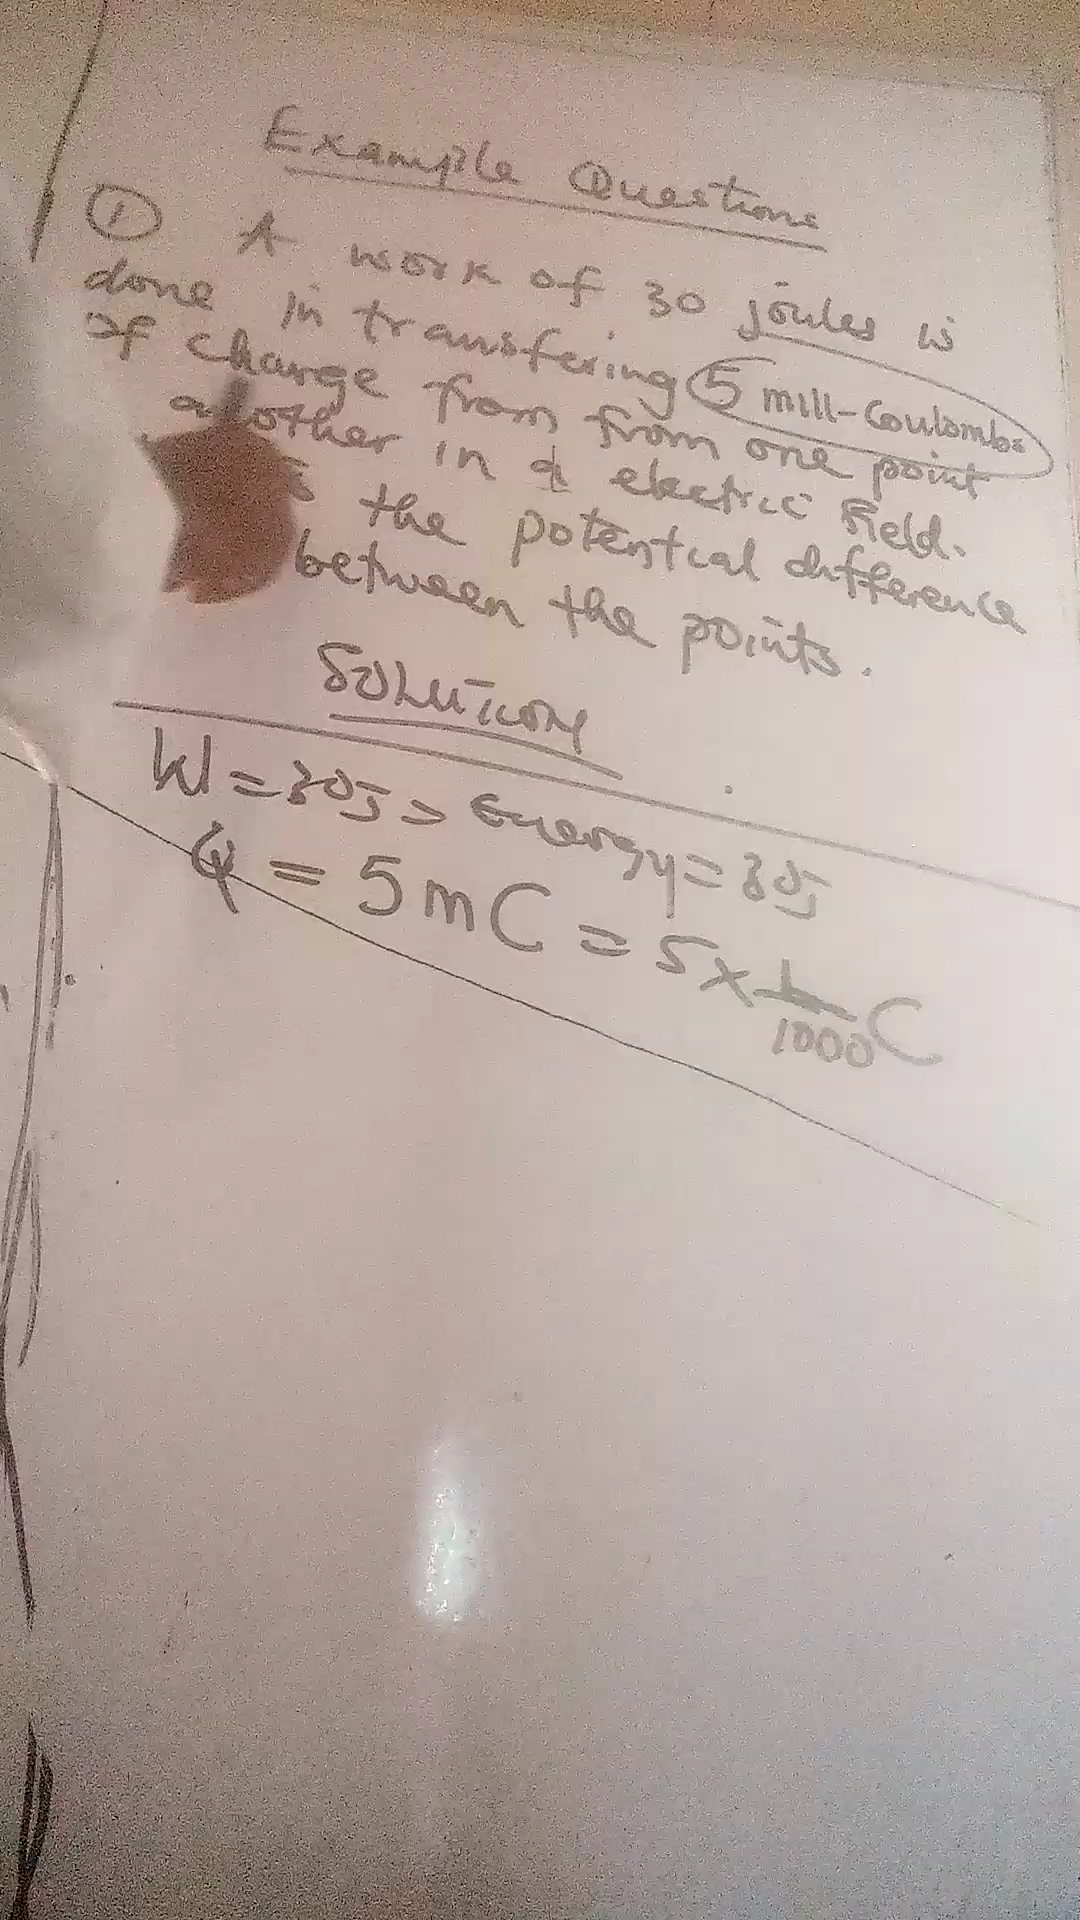 Example Questions
① A work of 30 joules is
done in transfering 5 mill-Coulombs
of charge from from one point
another in a electric field.
the potential difference
between the points.
SOLUTION
W = 30J = Energy = 30J
Q = 5mC = 5 x 1/1000 C